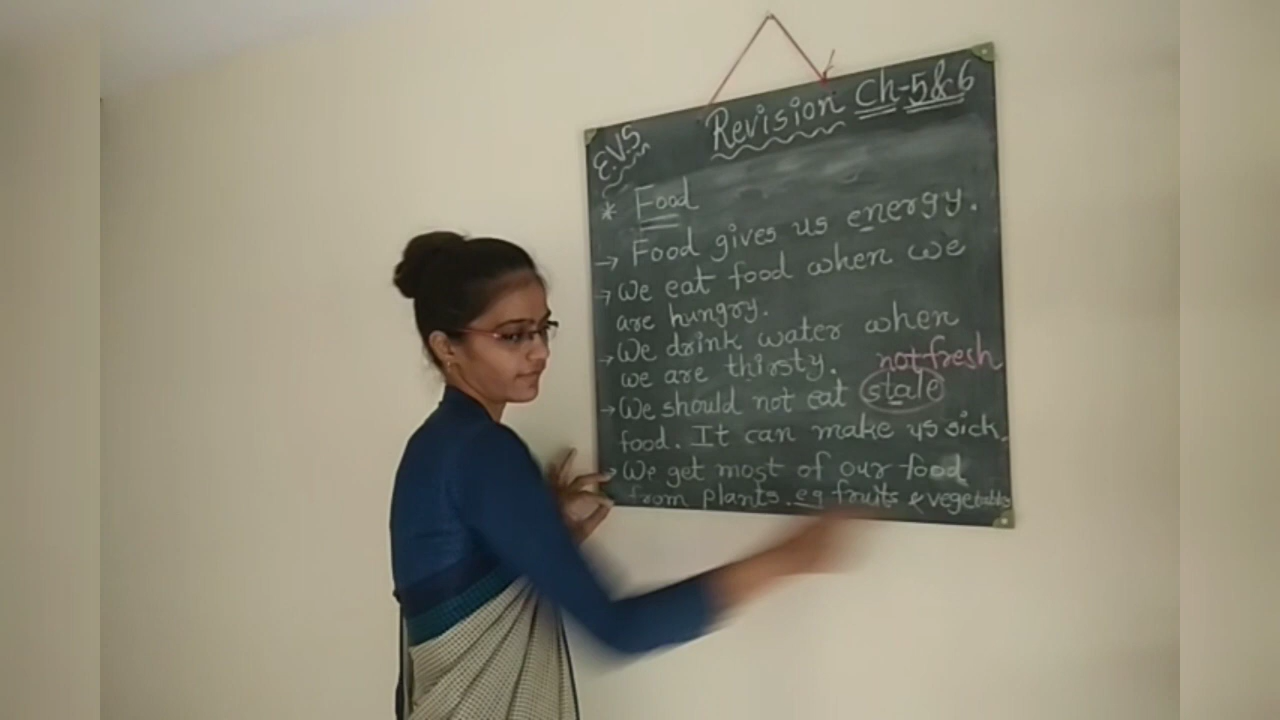 E.V.S
Revision Ch-5&6
* Food
→ Food gives us energy.
→ We eat food when we
are hungry.
→ We drink water when
we are thirsty. not fresh
→ We should not eat stale
food. It can make us sick.
→ We get most of our food
from plants. eg fruits & vegetables